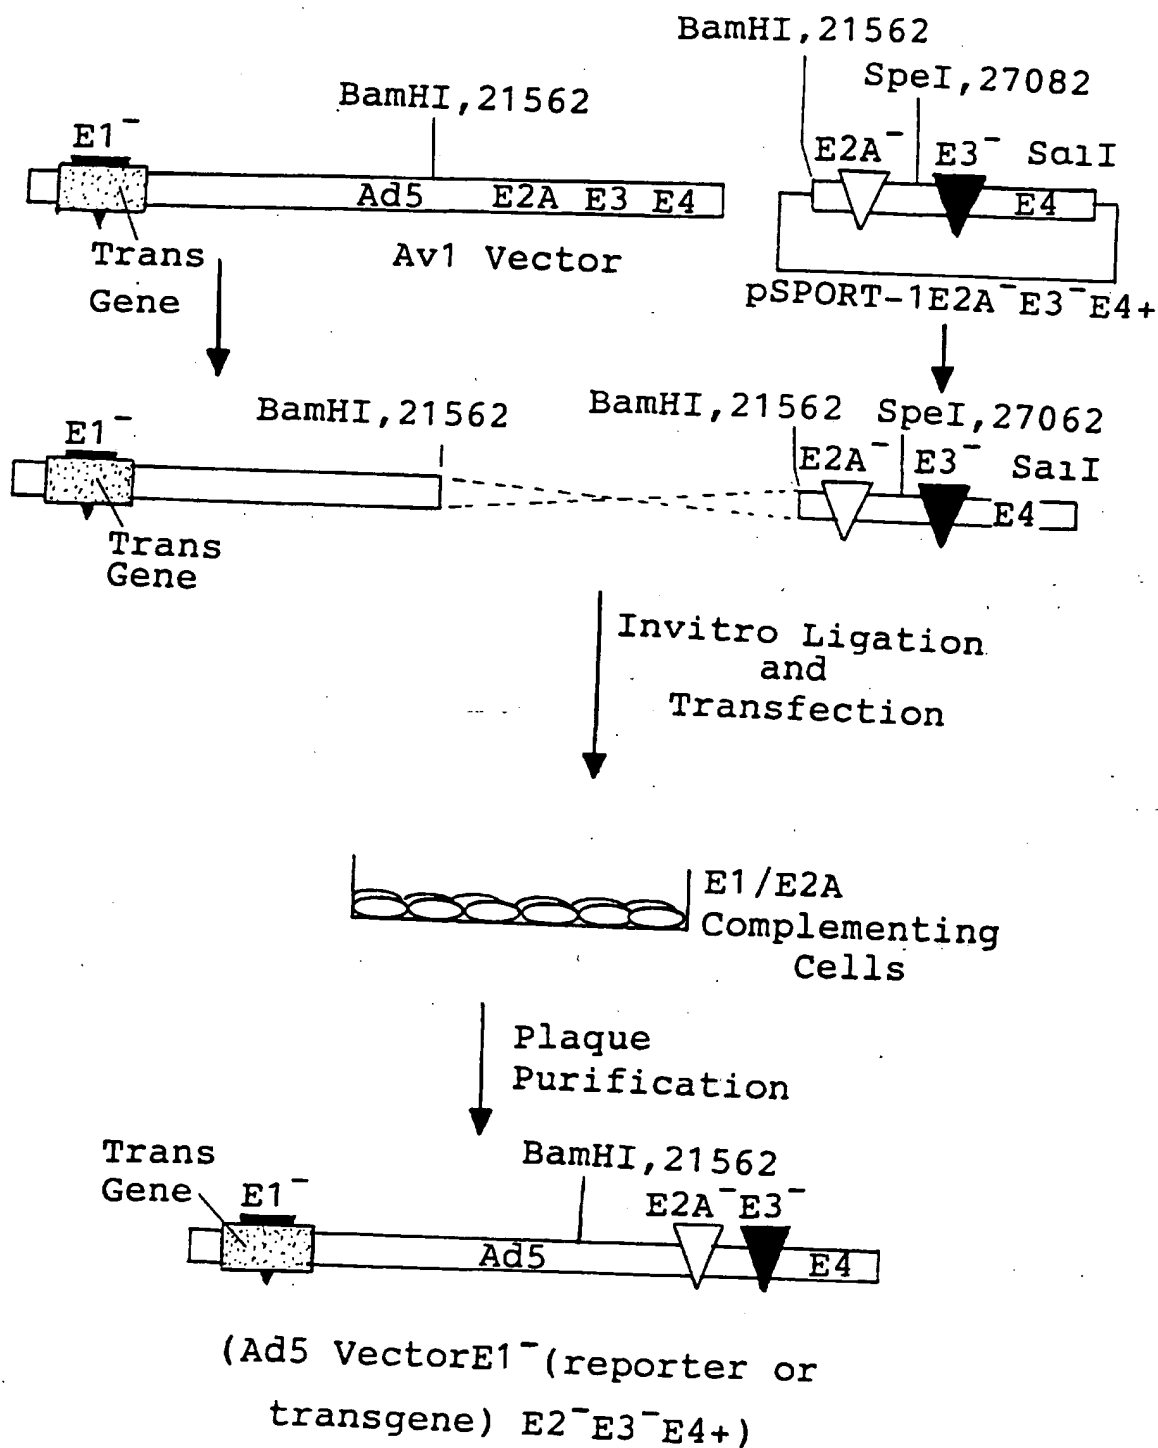 BamHI,21562
SpeI,27082
BamHI,21562
E1⁻
E2A⁻ E3⁻ SalI
Ad5 E2A E3 E4
E4
Trans
Gene
Av1 Vector
pSPORT-1E2A⁻E3⁻E4+
BamHI,21562
BamHI,21562 SpeI,27062
E1⁻
E2A⁻ E3⁻ SalI
E4
Trans
Gene
Invitro Ligation
and
Transfection
E1/E2A
Complementing
Cells
Plaque
Purification
Trans
Gene
E1⁻
BamHI,21562
E2A⁻E3⁻
Ad5
E4
(Ad5 VectorE1⁻(reporter or
transgene) E2⁻E3⁻E4+)